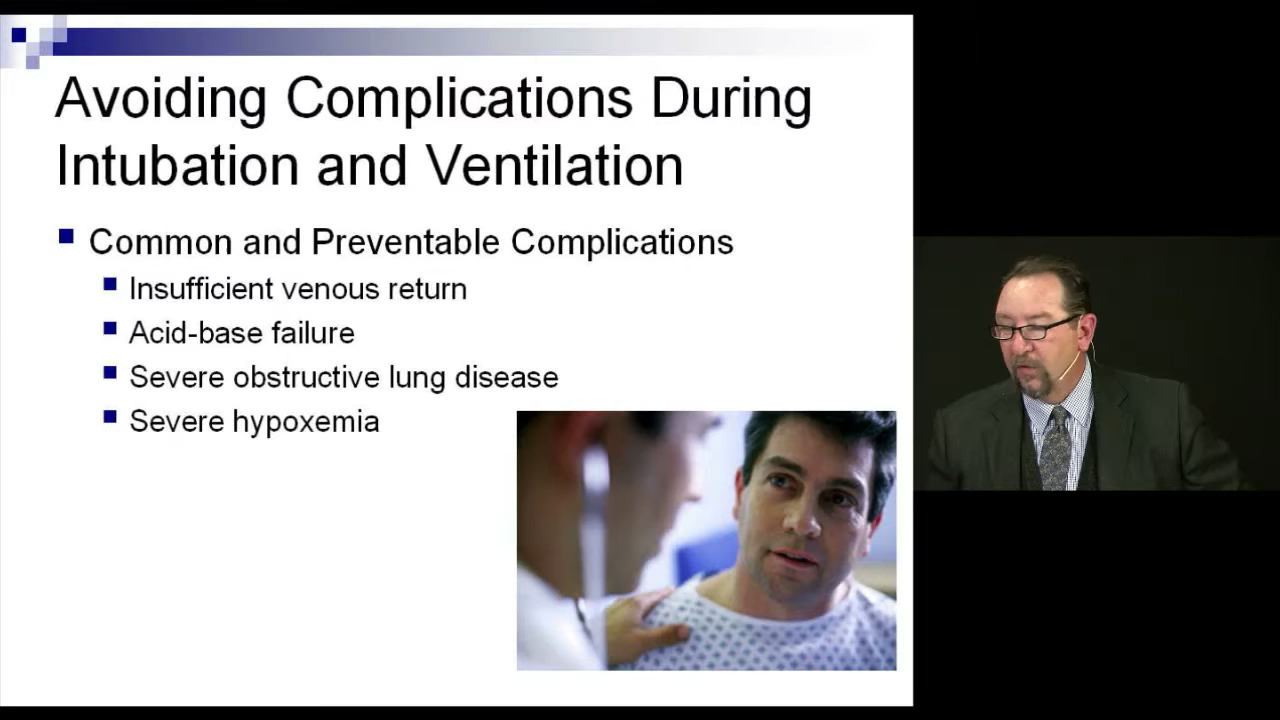 Avoiding Complications During
Intubation and Ventilation
Common and Preventable Complications
Insufficient venous return
Acid-base failure
Severe obstructive lung disease
Severe hypoxemia